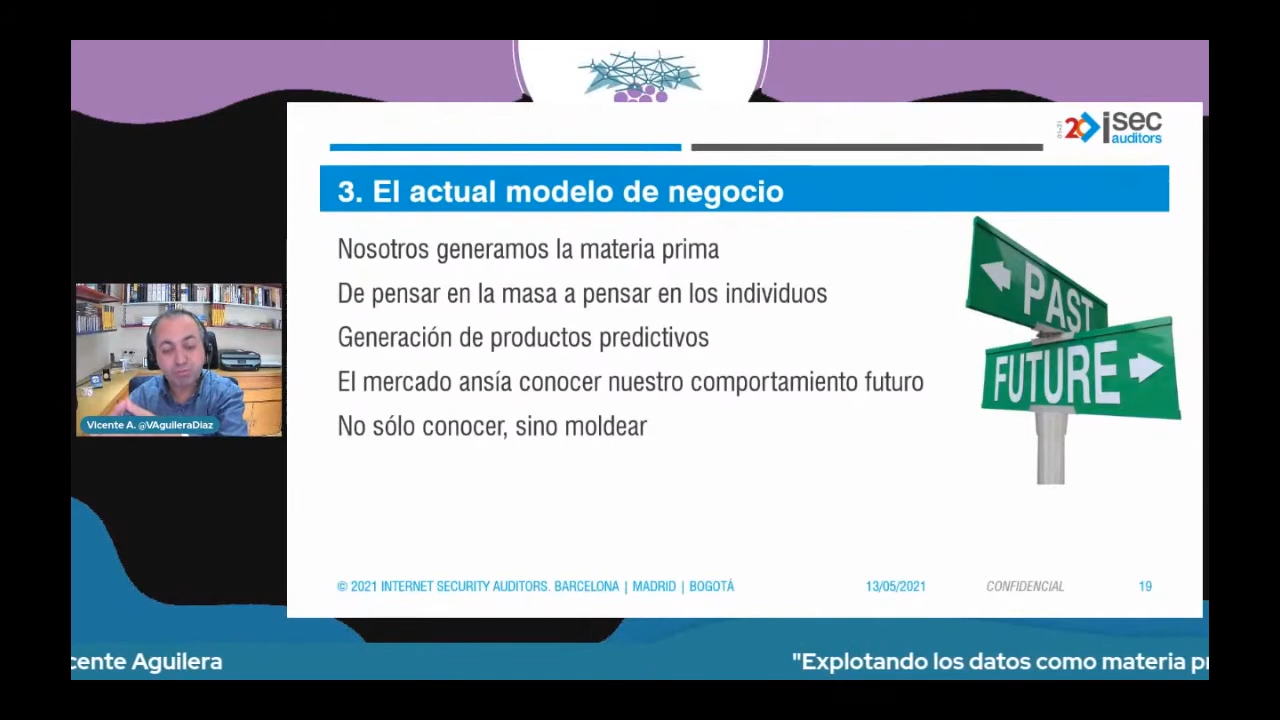 isec
auditors
3. El actual modelo de negocio
Nosotros generamos la materia prima
De pensar en la masa a pensar en los individuos
Generación de productos predictivos
El mercado ansía conocer nuestro comportamiento futuro
No sólo conocer, sino moldear
PAST
FUTURE
Vicente A. @VAguileraDiaz
© 2021 INTERNET SECURITY AUDITORS. BARCELONA | MADRID | BOGOTÁ
13/05/2021
CONFIDENCIAL
19
cente Aguilera
"Explotando los datos como materia pr